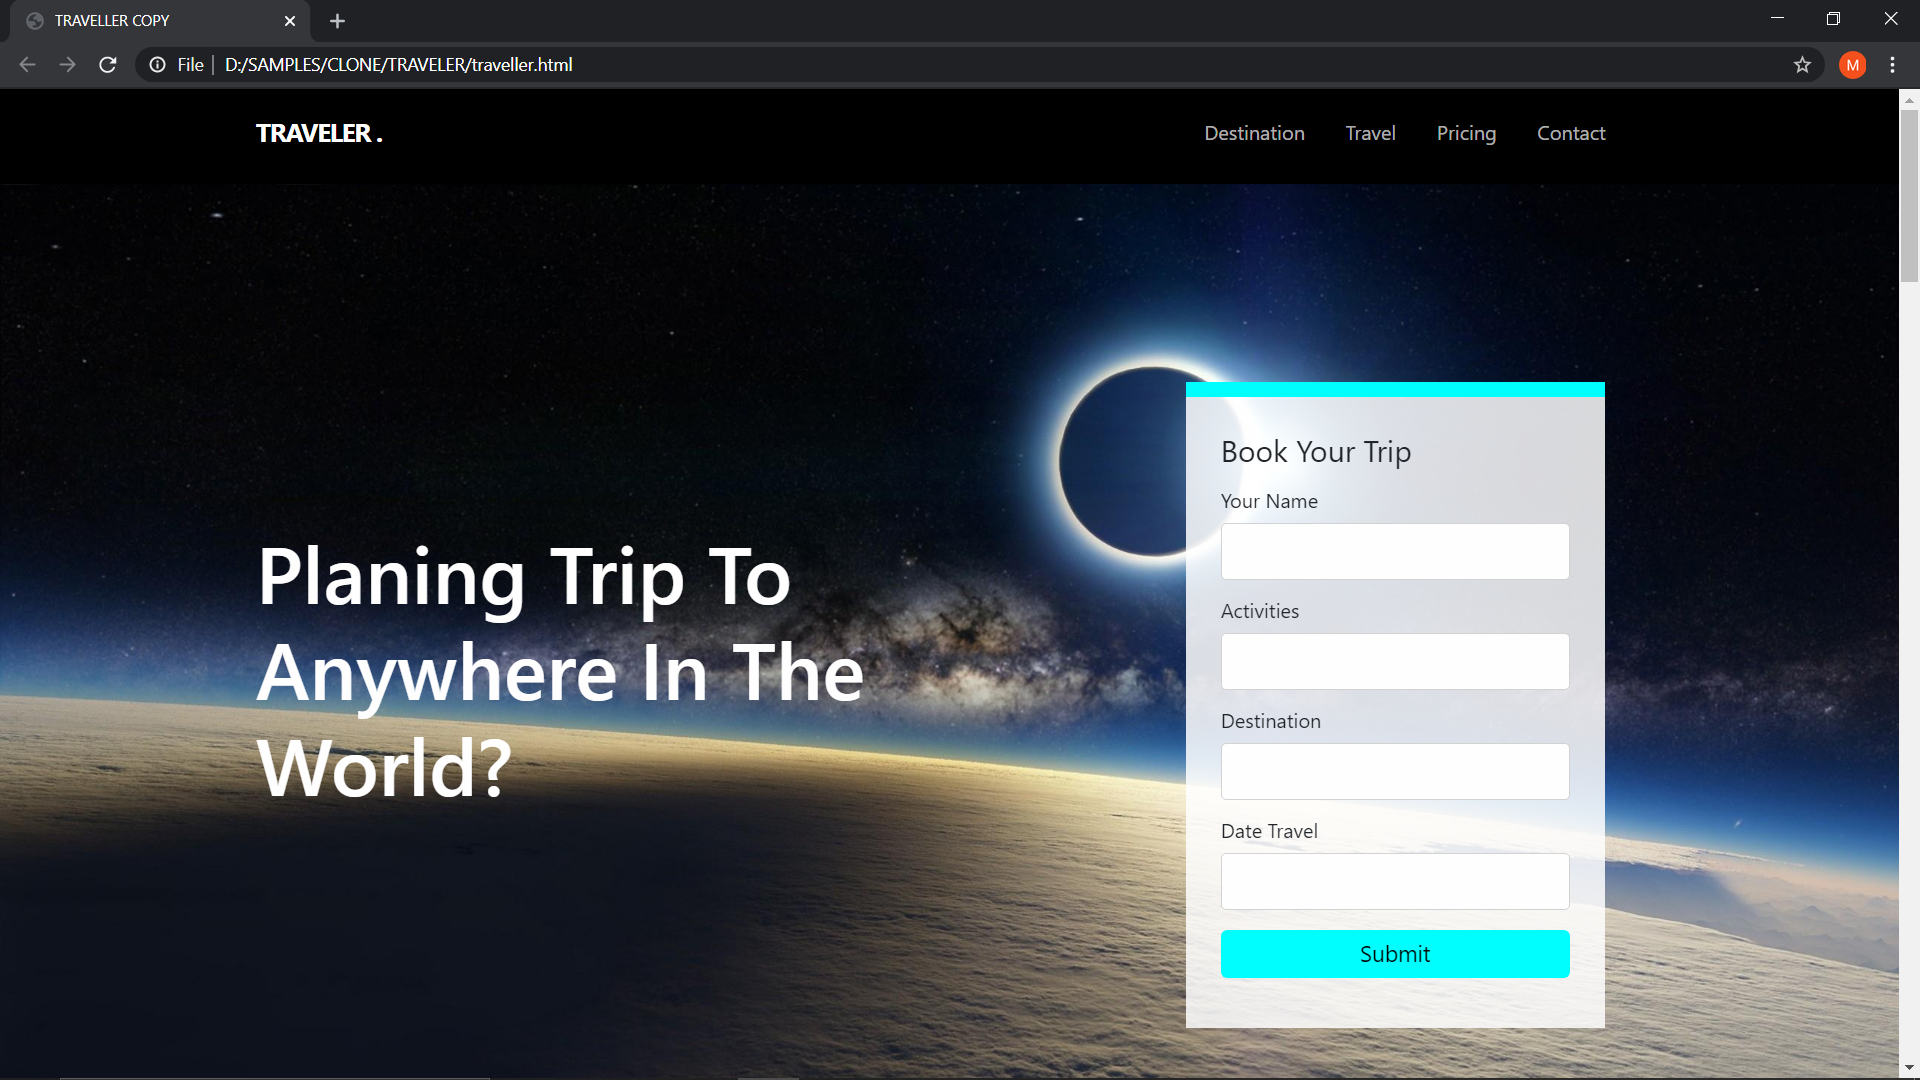 TRAVELLER COPY
File
D:/SAMPLES/CLONE/TRAVELER/traveller.html
M
TRAVELER .
Destination Travel Pricing Contact
Planing Trip To
Anywhere In The
World?
Book Your Trip
Your Name
Activities
Destination
Date Travel
Submit